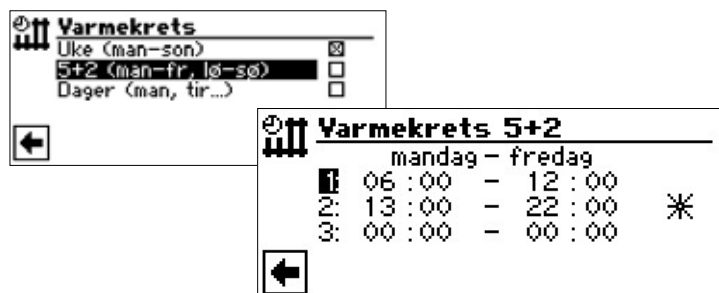 Varmekrets
Uke (man-son)
5+2 (man-fr, lø-sø)
Dager (man, tir...)
Varmekrets 5+2
mandag - fredag
1: 06:00 - 12:00
2: 13:00 - 22:00
3: 00:00 - 00:00